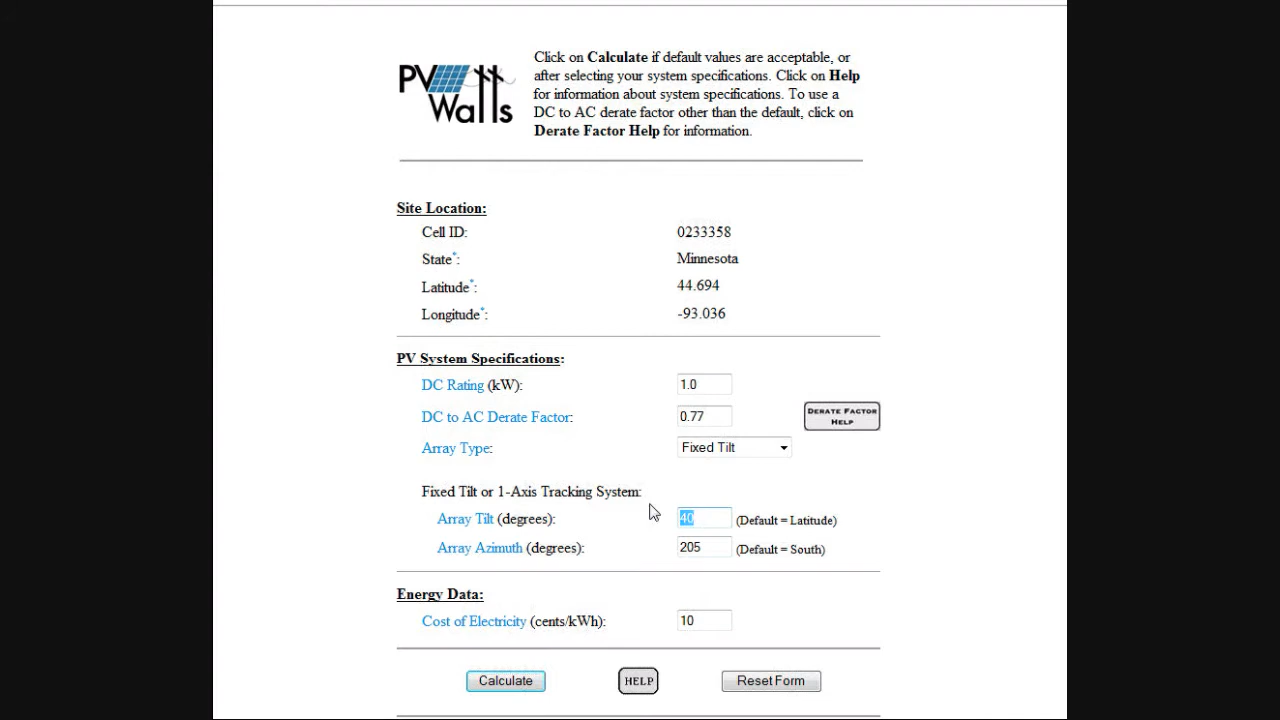 PV
Watts
Click on Calculate if default values are acceptable, or
after selecting your system specifications. Click on Help
for information about system specifications. To use a
DC to AC derate factor other than the default, click on
Derate Factor Help for information.
Site Location:
Cell ID: 0233358
State*: Minnesota
Latitude*: 44.694
Longitude*: -93.036
PV System Specifications:
DC Rating (kW): 1.0
DC to AC Derate Factor: 0.77
DERATE FACTOR
HELP
Array Type: Fixed Tilt
Fixed Tilt or 1-Axis Tracking System:
Array Tilt (degrees): 40 (Default = Latitude)
Array Azimuth (degrees): 205 (Default = South)
Energy Data:
Cost of Electricity (cents/kWh): 10
Calculate HELP Reset Form